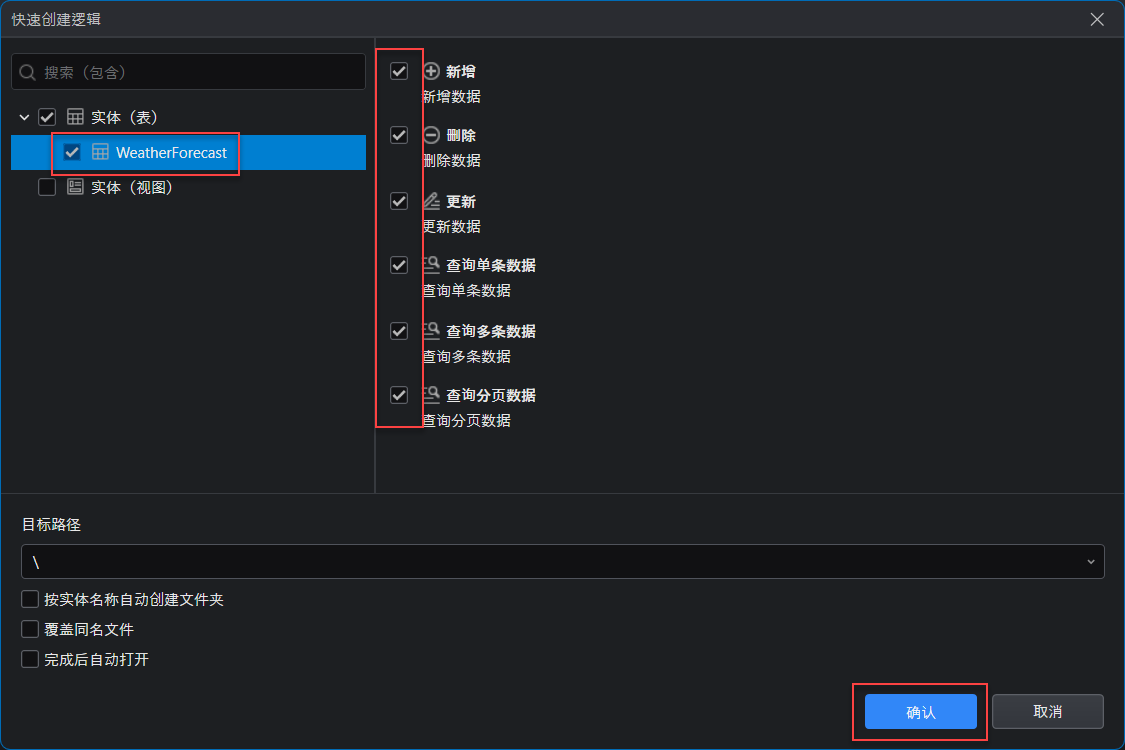 快速创建逻辑
搜索（包含）
实体（表）
WeatherForecast
实体（视图）
新增
新增数据
删除
删除数据
更新
更新数据
查询单条数据
查询单条数据
查询多条数据
查询多条数据
查询分页数据
查询分页数据
目标路径
\
按实体名称自动创建文件夹
覆盖同名文件
完成后自动打开
确认
取消